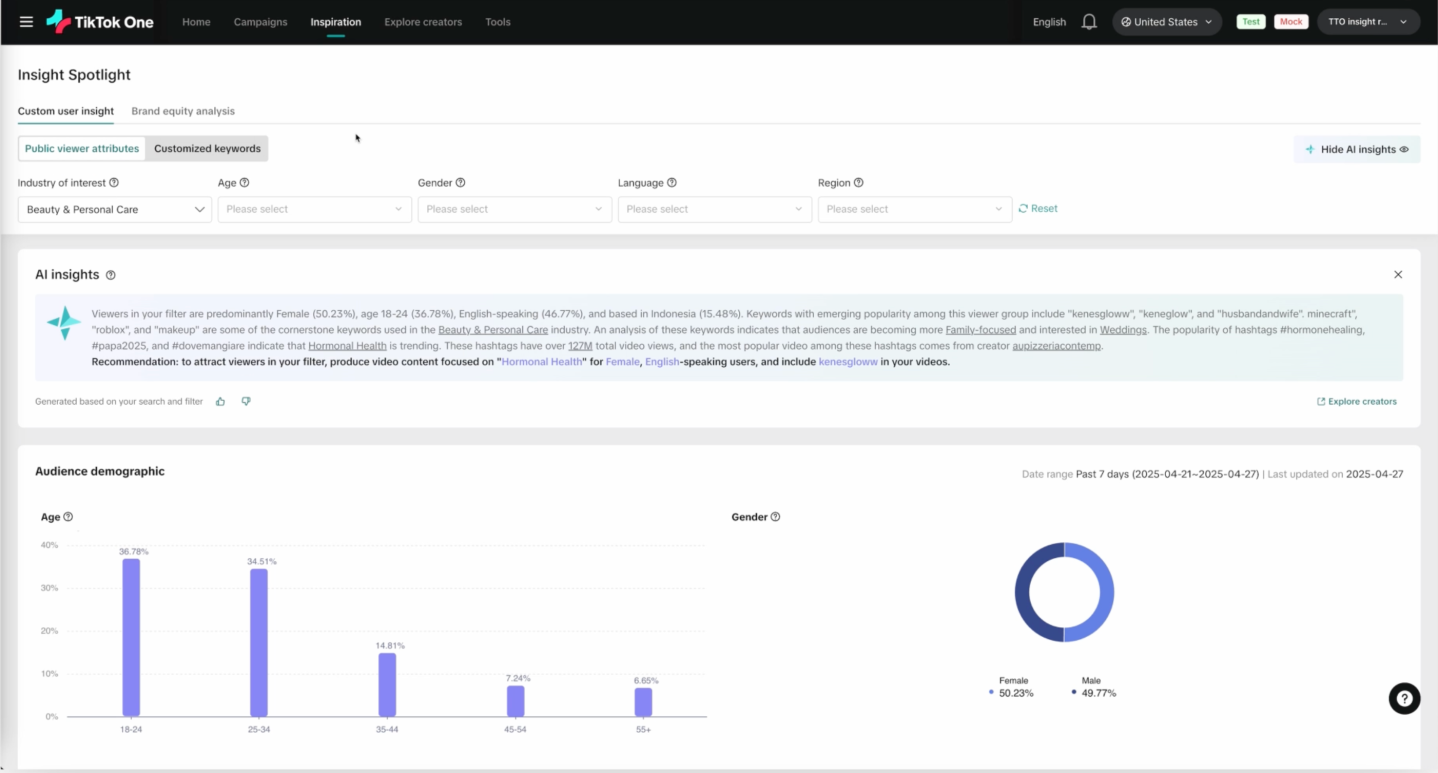 TikTok One
Home
Campaigns
Inspiration
Explore creators
Tools
English
United States
Test
Mock
TTO insight r...
Insight Spotlight
Custom user insight
Brand equity analysis
Public viewer attributes
Customized keywords
Hide AI insights
Industry of interest
Age
Gender
Language
Region
Beauty & Personal Care
Please select
Please select
Please select
Please select
Reset
AI insights
Viewers in your filter are predominantly Female (50.23%), age 18-24 (36.78%), English-speaking (46.77%), and based in Indonesia (15.48%). Keywords with emerging popularity among this viewer group include "kenesgloww", "keneglow", and "husbandandwife". minecraft",
"roblox", and "makeup" are some of the cornerstone keywords used in the Beauty & Personal Care industry. An analysis of these keywords indicates that audiences are becoming more Family-focused and interested in Weddings. The popularity of hashtags #hormonehealing,
#papa2025, and #dovemangiare indicate that Hormonal Health is trending. These hashtags have over 127M total video views, and the most popular video among these hashtags comes from creator aupizzeriacontemp.
Recommendation: to attract viewers in your filter, produce video content focused on "Hormonal Health" for Female, English-speaking users, and include kenesgloww in your videos.
Generated based on your search and filter
Explore creators
Audience demographic
Date range Past 7 days (2025-04-21~2025-04-27) | Last updated on 2025-04-27
Age
40%
30%
20%
10%
0%
36.78%
34.51%
14.81%
7.24%
6.65%
18-24
25-34
35-44
45-54
55+
Gender
Female
50.23%
Male
49.77%